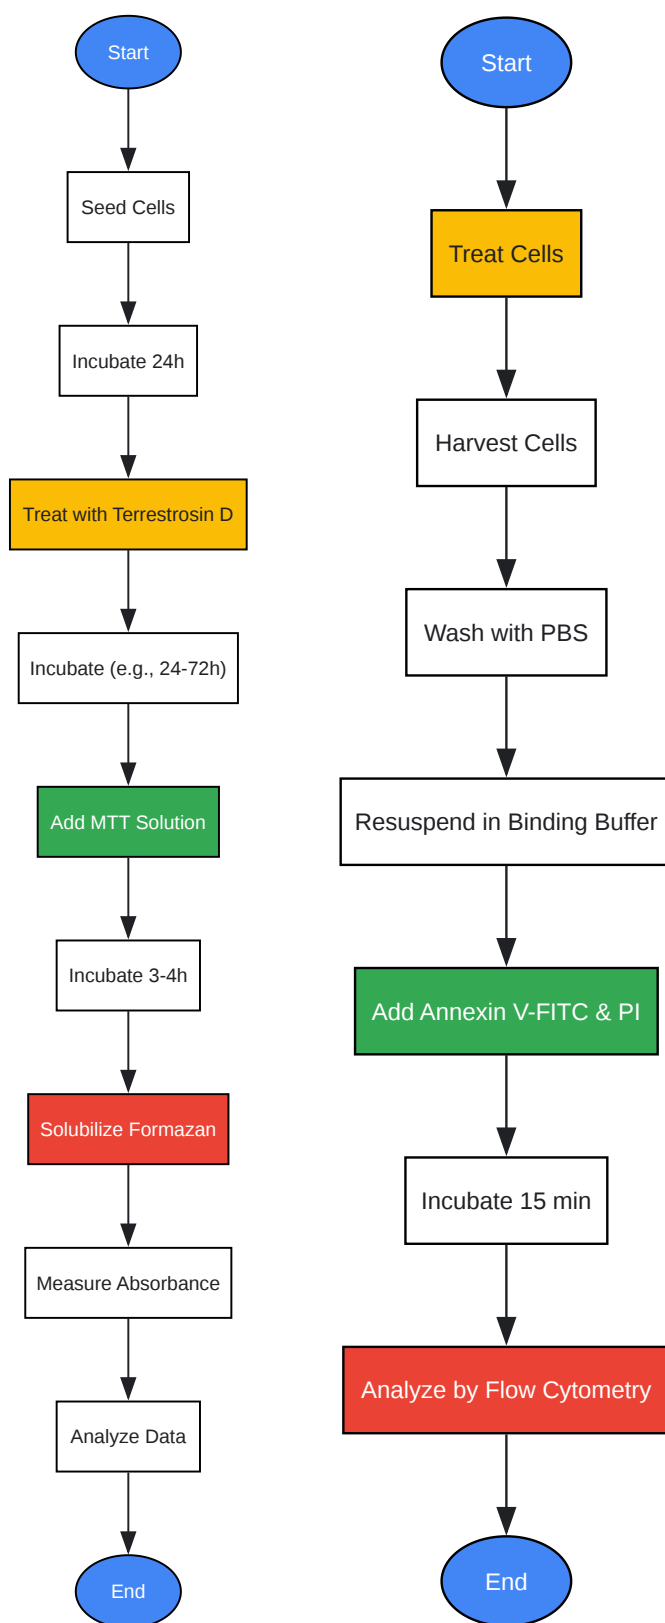 Start
Seed Cells
Incubate 24h
Treat with Terrestrosin D
Incubate (e.g., 24-72h)
Add MTT Solution
Incubate 3-4h
Solubilize Formazan
Measure Absorbance
Analyze Data
End
Start
Treat Cells
Harvest Cells
Wash with PBS
Resuspend in Binding Buffer
Add Annexin V-FITC & PI
Incubate 15 min
Analyze by Flow Cytometry
End